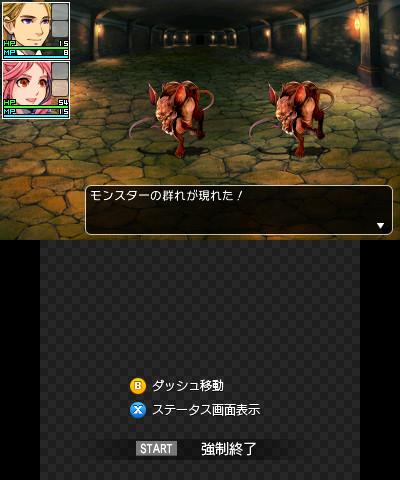 HP 15
MP 8
HP 54
MP 15
モンスターの群れが現れた!
B ダッシュ移動
X ステータス画面表示
START 強制終了